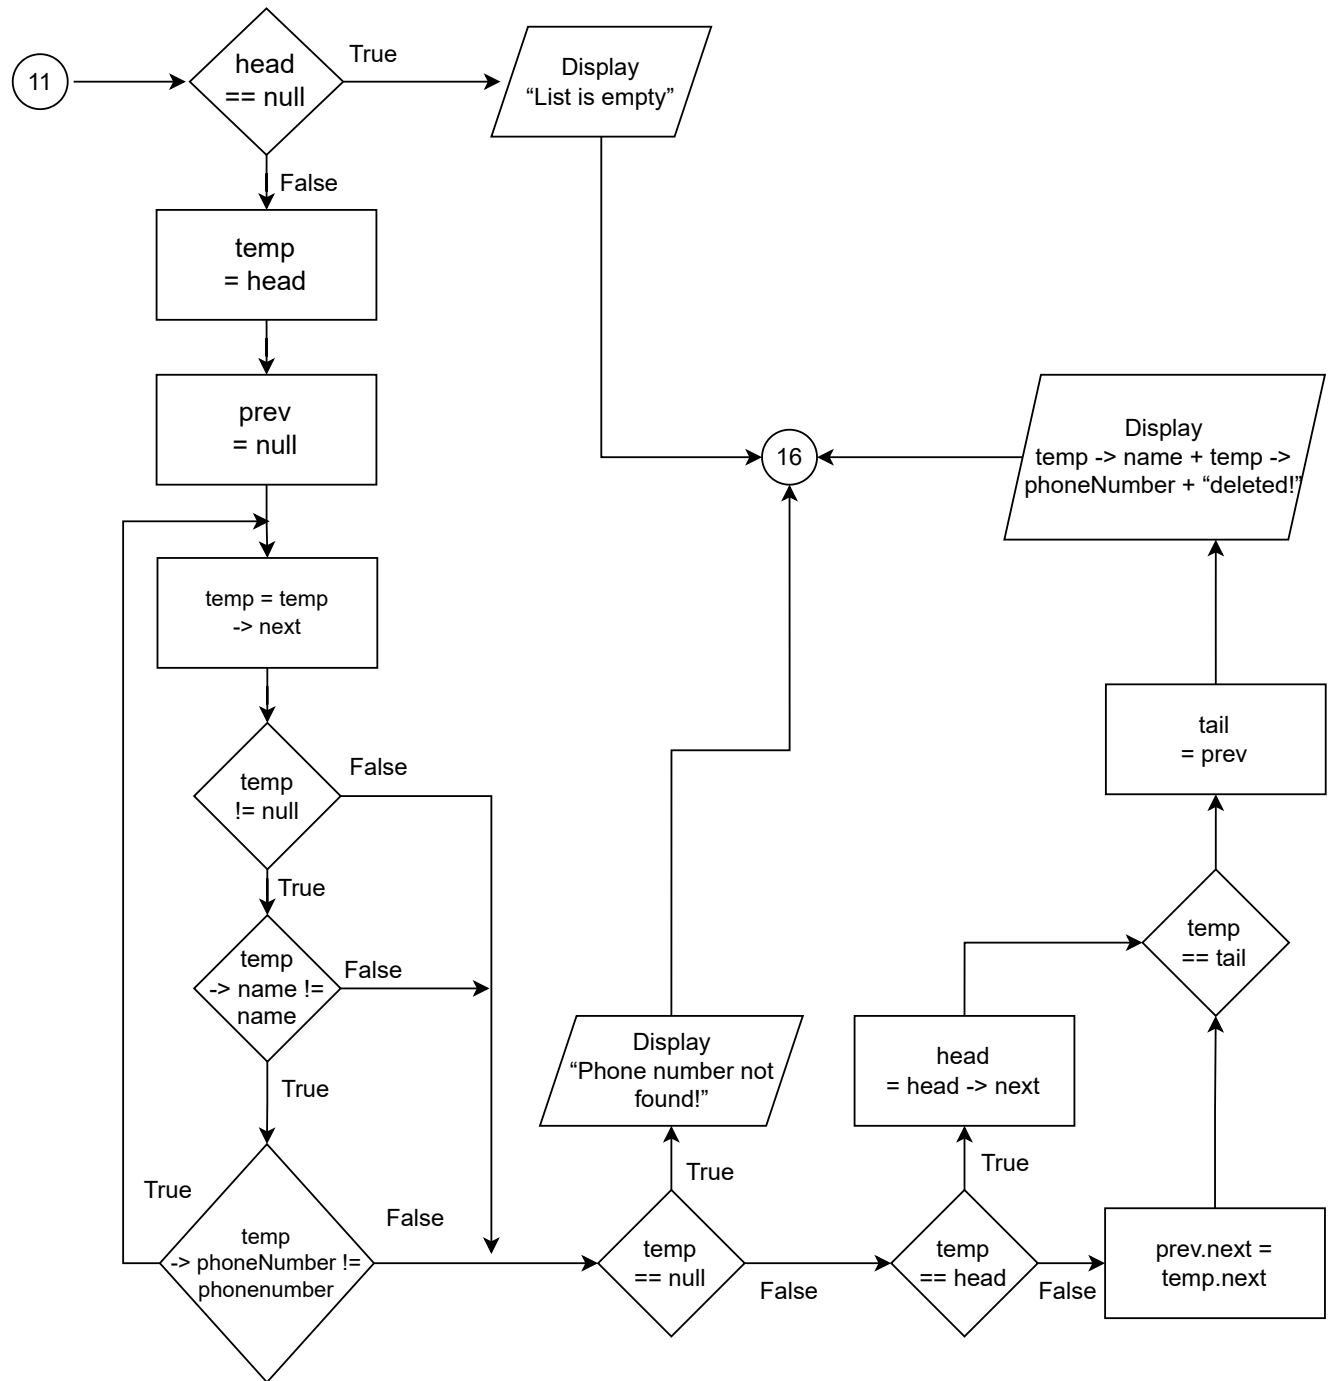 11
head
== null
True
Display
“List is empty”
False
temp
= head
prev
= null
16
Display
temp -> name + temp ->
phoneNumber + “deleted!”
temp = temp
-> next
tail
= prev
temp
!= null
False
True
temp
-> name !=
name
False
temp
== tail
True
Display
“Phone number not
found!”
head
= head -> next
True
temp
-> phoneNumber !=
phonenumber
False
True
temp
== null
False
True
temp
== head
False
prev.next =
temp.next